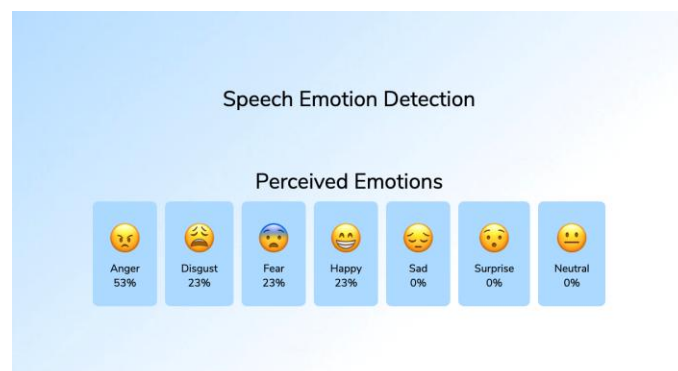 Speech Emotion Detection
Perceived Emotions
Anger Disgust Fear Happy Sad Surprise Neutral
53% 23% 23% 23% 0% 0% 0%